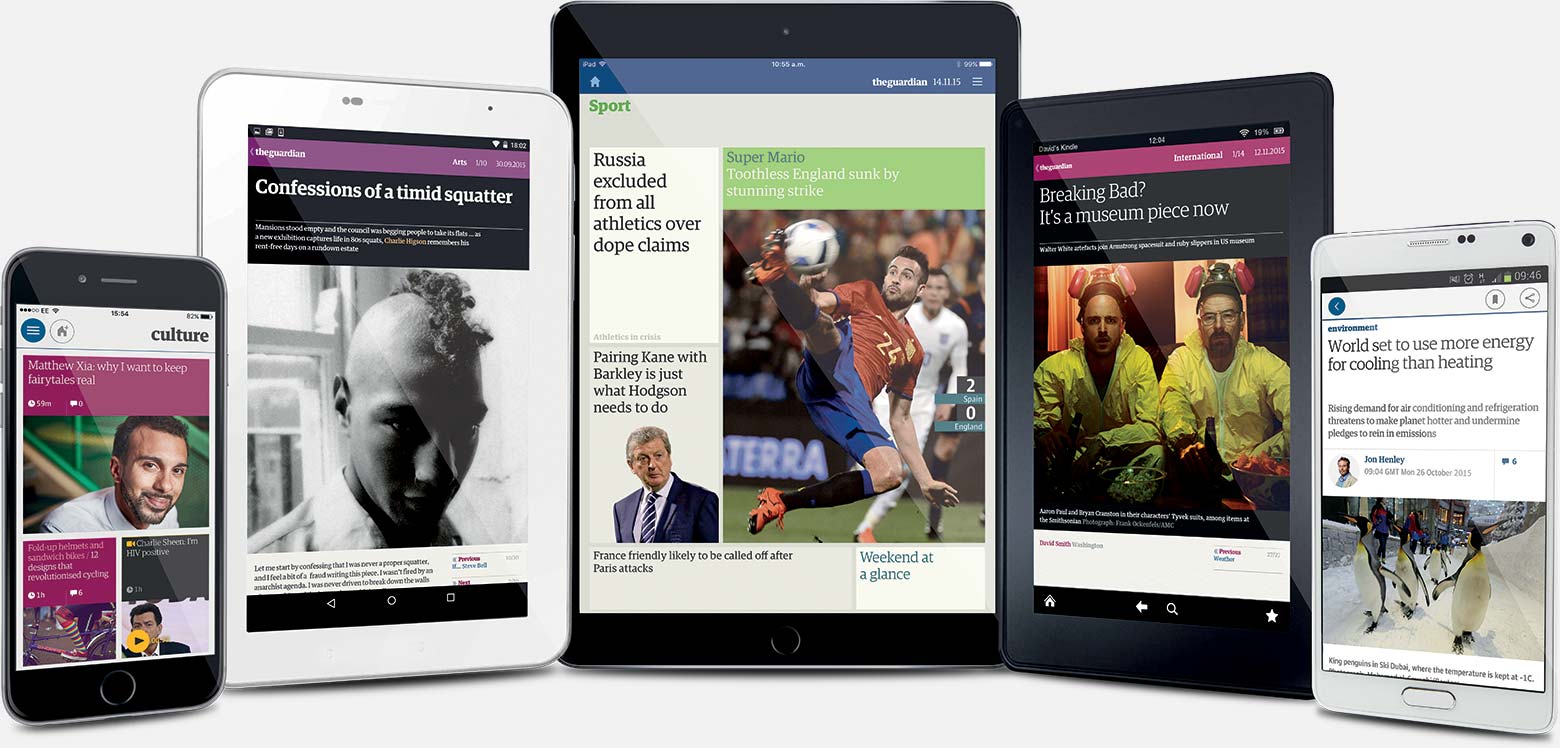 ●●●○○ EE
15:54
82%
culture
Matthew Xia: why I want to keep
fairytales real
59m
0
Fold-up helmets and
sandwich bikes / 12
designs that
revolutionised cycling
1h
6
Charlie Sheen: I'm
HIV positive
1h
18:02
theguardian
Arts 1/10 30.09.2015
Confessions of a timid squatter
Mansions stood empty and the council was begging people to take its flats ... as
a new exhibition captures life in 80s squats, Charlie Higson remembers his
rent-free days on a rundown estate
Let me start by confessing that I was never a proper squatter,
and I feel a bit of a fraud writing this piece. I wasn't fired by an
anarchist agenda. I was never driven to break down the walls
Previous
If... Steve Bell
Next
iPad
10:55 a.m.
99%
theguardian 14.11.15
Sport
Russia
excluded
from all
athletics over
dope claims
Athletics in crisis
Super Mario
Toothless England sunk by
stunning strike
24
TERRA
2
Spain
0
England
Pairing Kane with
Barkley is just
what Hodgson
needs to do
France friendly likely to be called off after
Paris attacks
Weekend at
a glance
David's Kindle
12:04
19%
theguardian
International 1/14 12.11.2015
Breaking Bad?
It's a museum piece now
Walter White artefacts join Armstrong spacesuit and ruby slippers in US museum
Aaron Paul and Bryan Cranston in their characters' Tyvek suits, among items at
the Smithsonian Photograph: Frank Ockenfels/AMC
David Smith Washington
Previous
Weather
09:46
environment
World set to use more energy
for cooling than heating
Rising demand for air conditioning and refrigeration
threatens to make planet hotter and undermine
pledges to rein in emissions
Jon Henley
09:04 GMT Mon 26 October 2015
6
King penguins in Ski Dubai, where the temperature is kept at -1C.